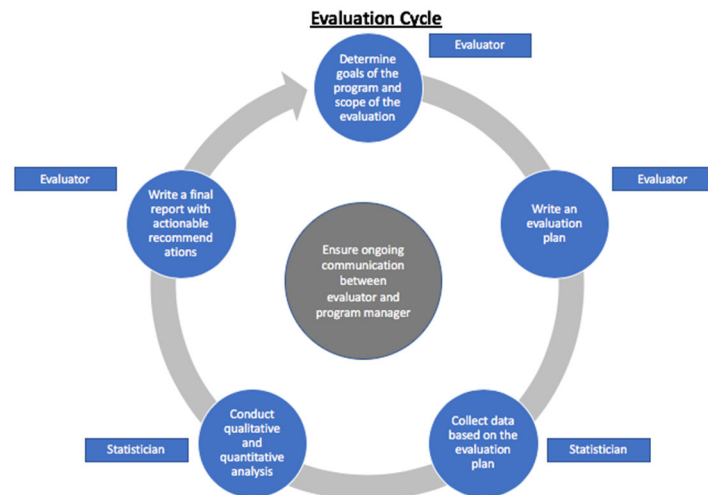 Evaluation Cycle
Evaluator
Determine
goals of the
program and
scope of the
evaluation
Evaluator
Write an
evaluation
plan
Collect data
based on the
evaluation
plan
Statistician
Conduct
qualitative
and
quantitative
analysis
Statistician
Evaluator
Write a final
report with
actionable
recommend
ations
Ensure ongoing
communication
between
evaluator and
program manager